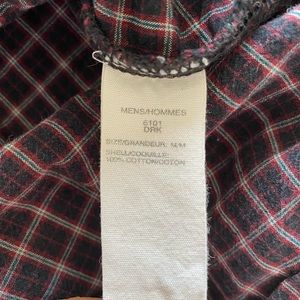 MENS/HOMMES
6101
DRK
SIZE/GRANDEUR: M/M
SHELL/COQUILLE:
100% COTTON/COTON